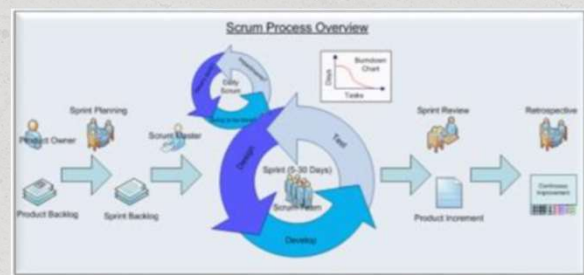 Scrum Process Overview
Burndown
Chart
Days
Tasks
Daily
Scrum
Sprint Planning
Sprint Review
Retrospective
Product Owner
Scrum Master
Design
Test
Sprint (5-30 Days)
Scrum Team
Develop
Continuous
Improvement
Product Backlog
Sprint Backlog
Product Increment